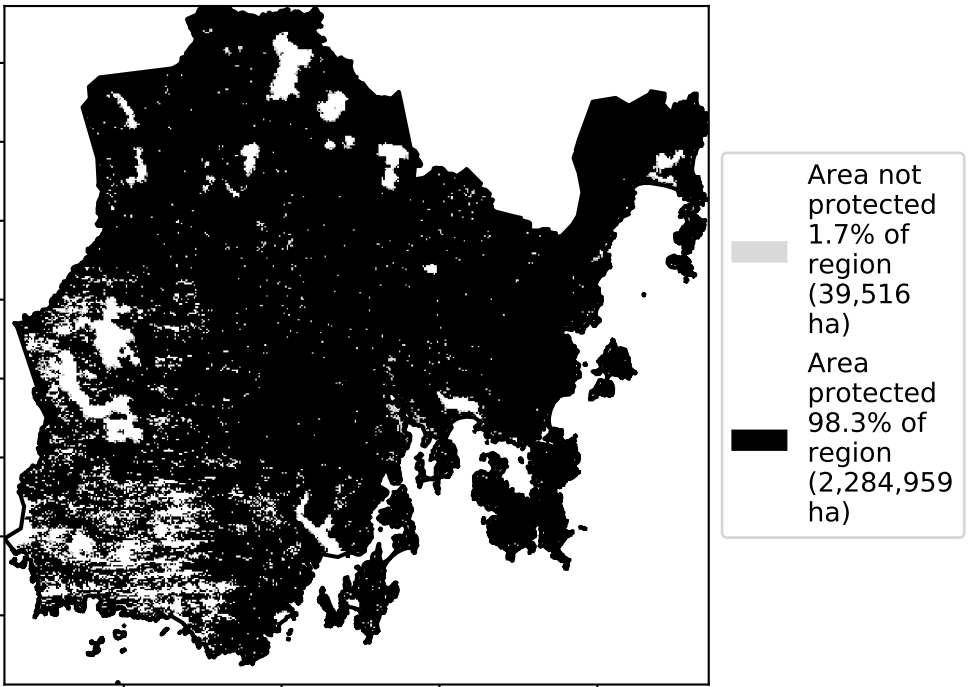 Area not
protected
1.7% of
region
(39,516
ha)
Area
protected
98.3% of
region
(2,284,959
ha)